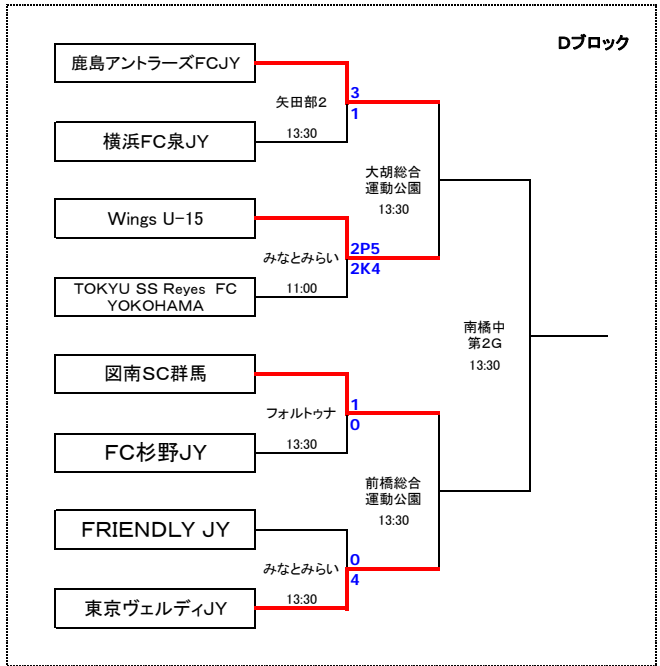 Dブロック
鹿島アントラーズFCJY
矢田部2
13:30
3
1
横浜FC泉JY
大胡総合
運動公園
13:30
Wings U-15
みなとみらい
11:00
2P5
2K4
TOKYU SS Reyes FC
YOKOHAMA
南橘中
第2G
13:30
図南SC群馬
フォルトゥナ
13:30
1
0
FC杉野JY
前橋総合
運動公園
13:30
FRIENDLY JY
みなとみらい
13:30
0
4
東京ヴェルディJY